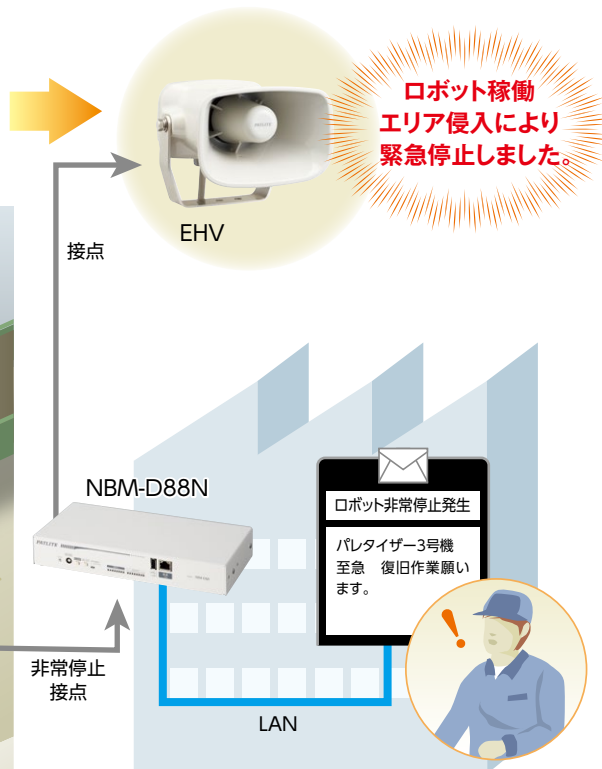 ロボット稼働
エリア侵入により
緊急停止しました。
PATLITE
EHV
接点
NBM-D88N
PATLITE
ロボット非常停止発生
パレタイザー3号機
至急 復旧作業願い
ます。
非常停止
接点
LAN